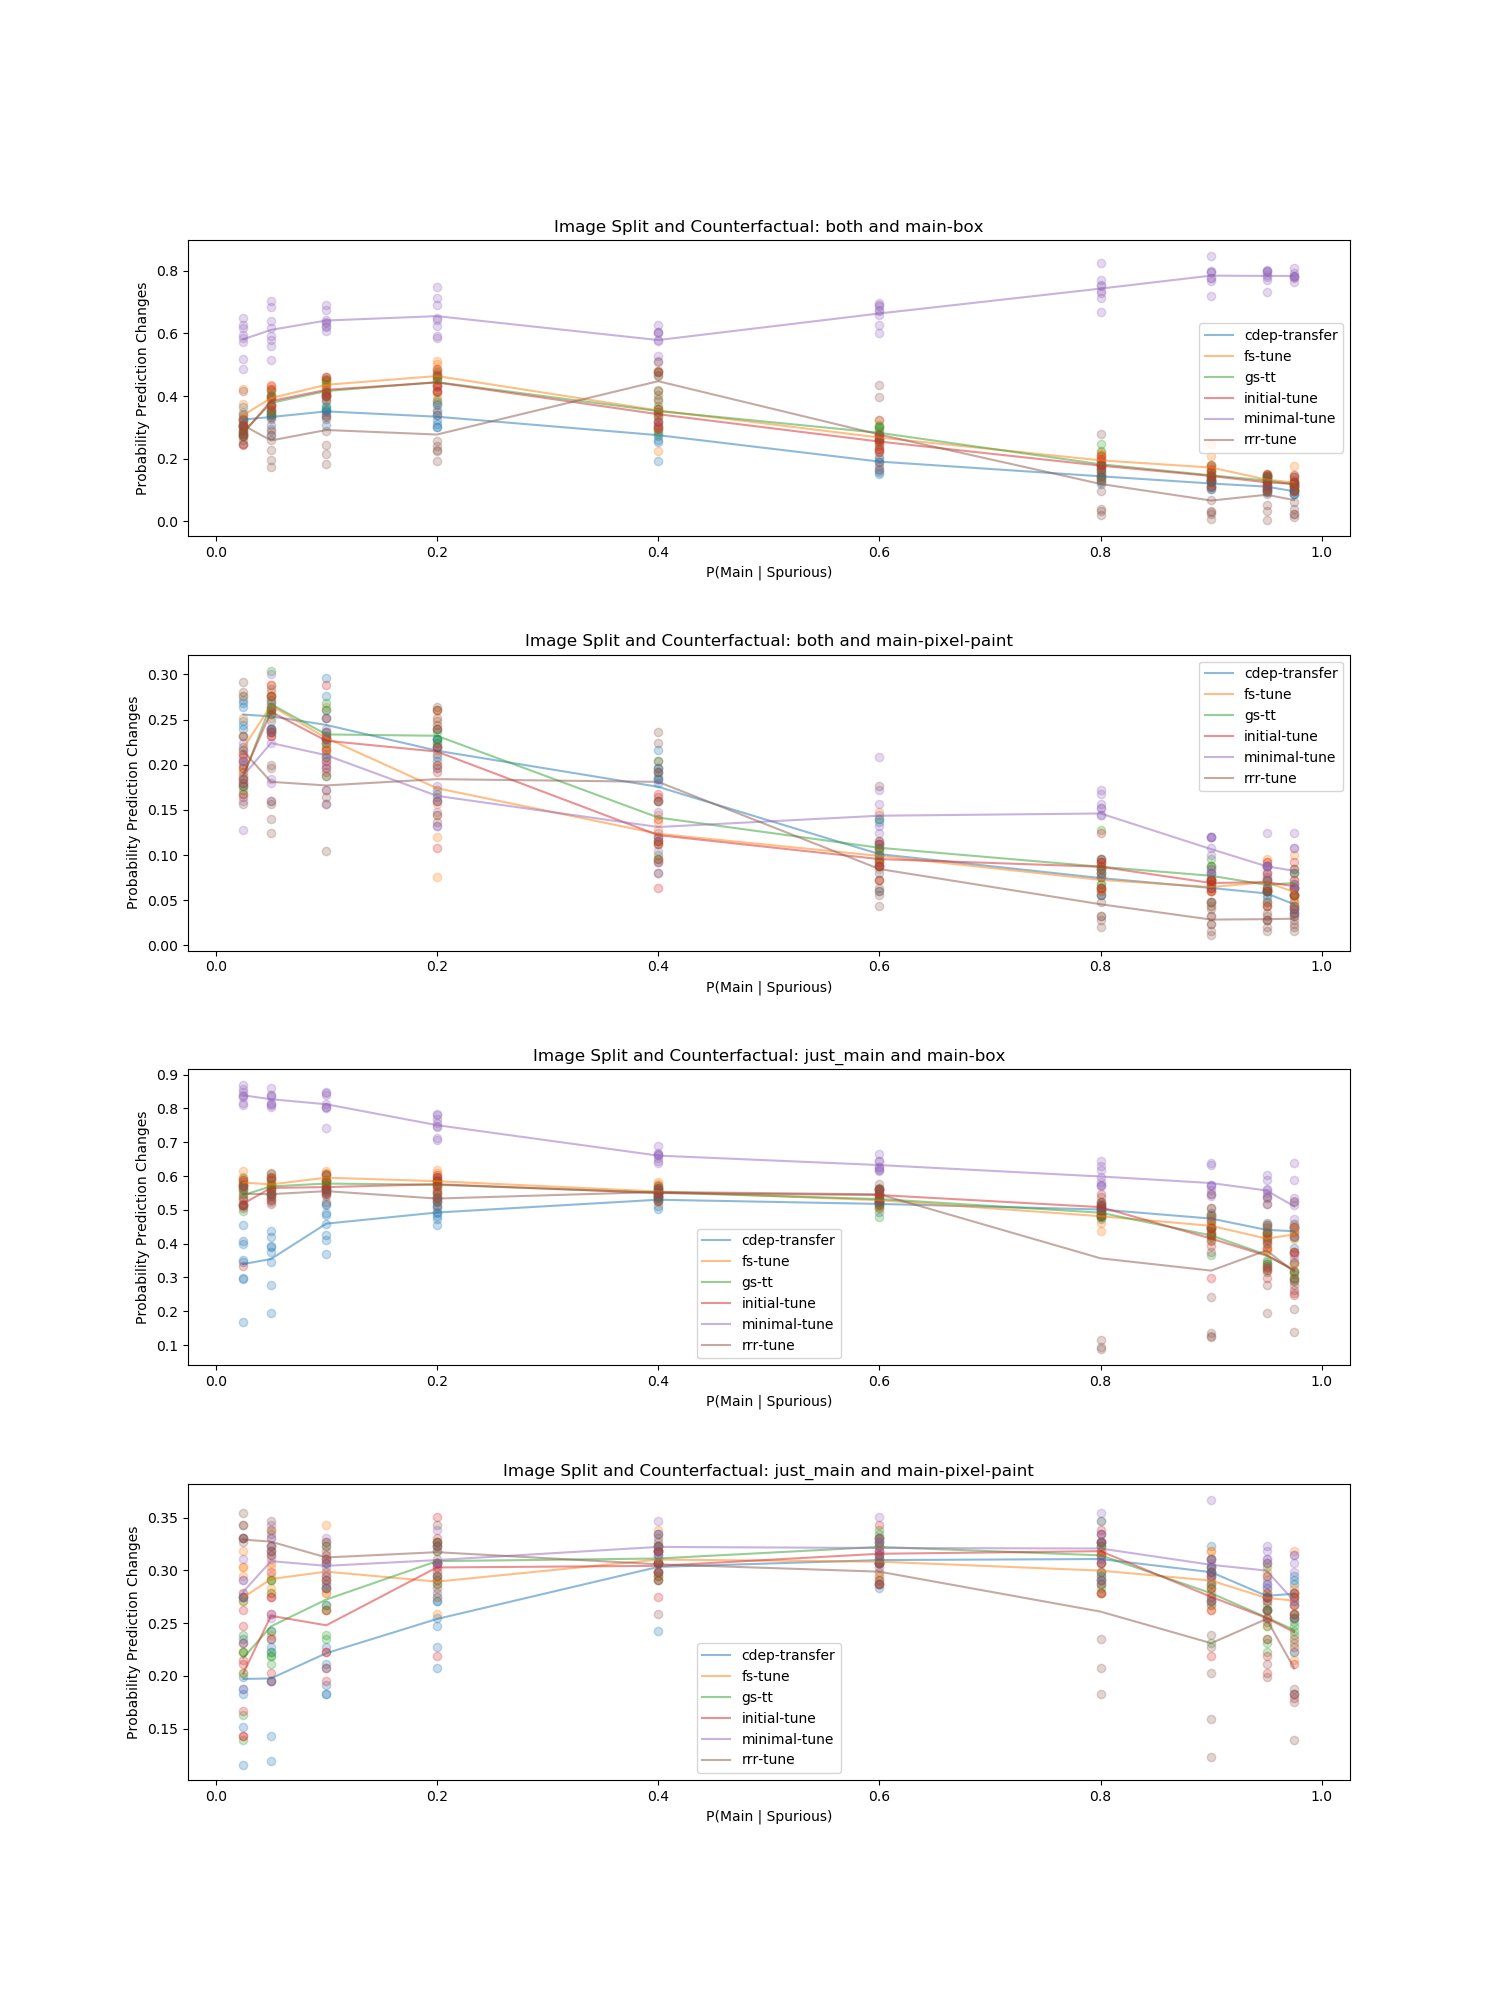 Image Split and Counterfactual: both and main-box
Probability Prediction Changes
0.8
0.6
0.4
0.2
0.0
cdep-transfer
fs-tune
gs-tt
initial-tune
minimal-tune
rrr-tune
0.0 0.2 0.4 0.6 0.8 1.0
P(Main | Spurious)
Image Split and Counterfactual: both and main-pixel-paint
Probability Prediction Changes
0.30
0.25
0.20
0.15
0.10
0.05
0.00
cdep-transfer
fs-tune
gs-tt
initial-tune
minimal-tune
rrr-tune
0.0 0.2 0.4 0.6 0.8 1.0
P(Main | Spurious)
Image Split and Counterfactual: just_main and main-box
Probability Prediction Changes
0.9
0.8
0.7
0.6
0.5
0.4
0.3
0.2
0.1
cdep-transfer
fs-tune
gs-tt
initial-tune
minimal-tune
rrr-tune
0.0 0.2 0.4 0.6 0.8 1.0
P(Main | Spurious)
Image Split and Counterfactual: just_main and main-pixel-paint
Probability Prediction Changes
0.35
0.30
0.25
0.20
0.15
cdep-transfer
fs-tune
gs-tt
initial-tune
minimal-tune
rrr-tune
0.0 0.2 0.4 0.6 0.8 1.0
P(Main | Spurious)